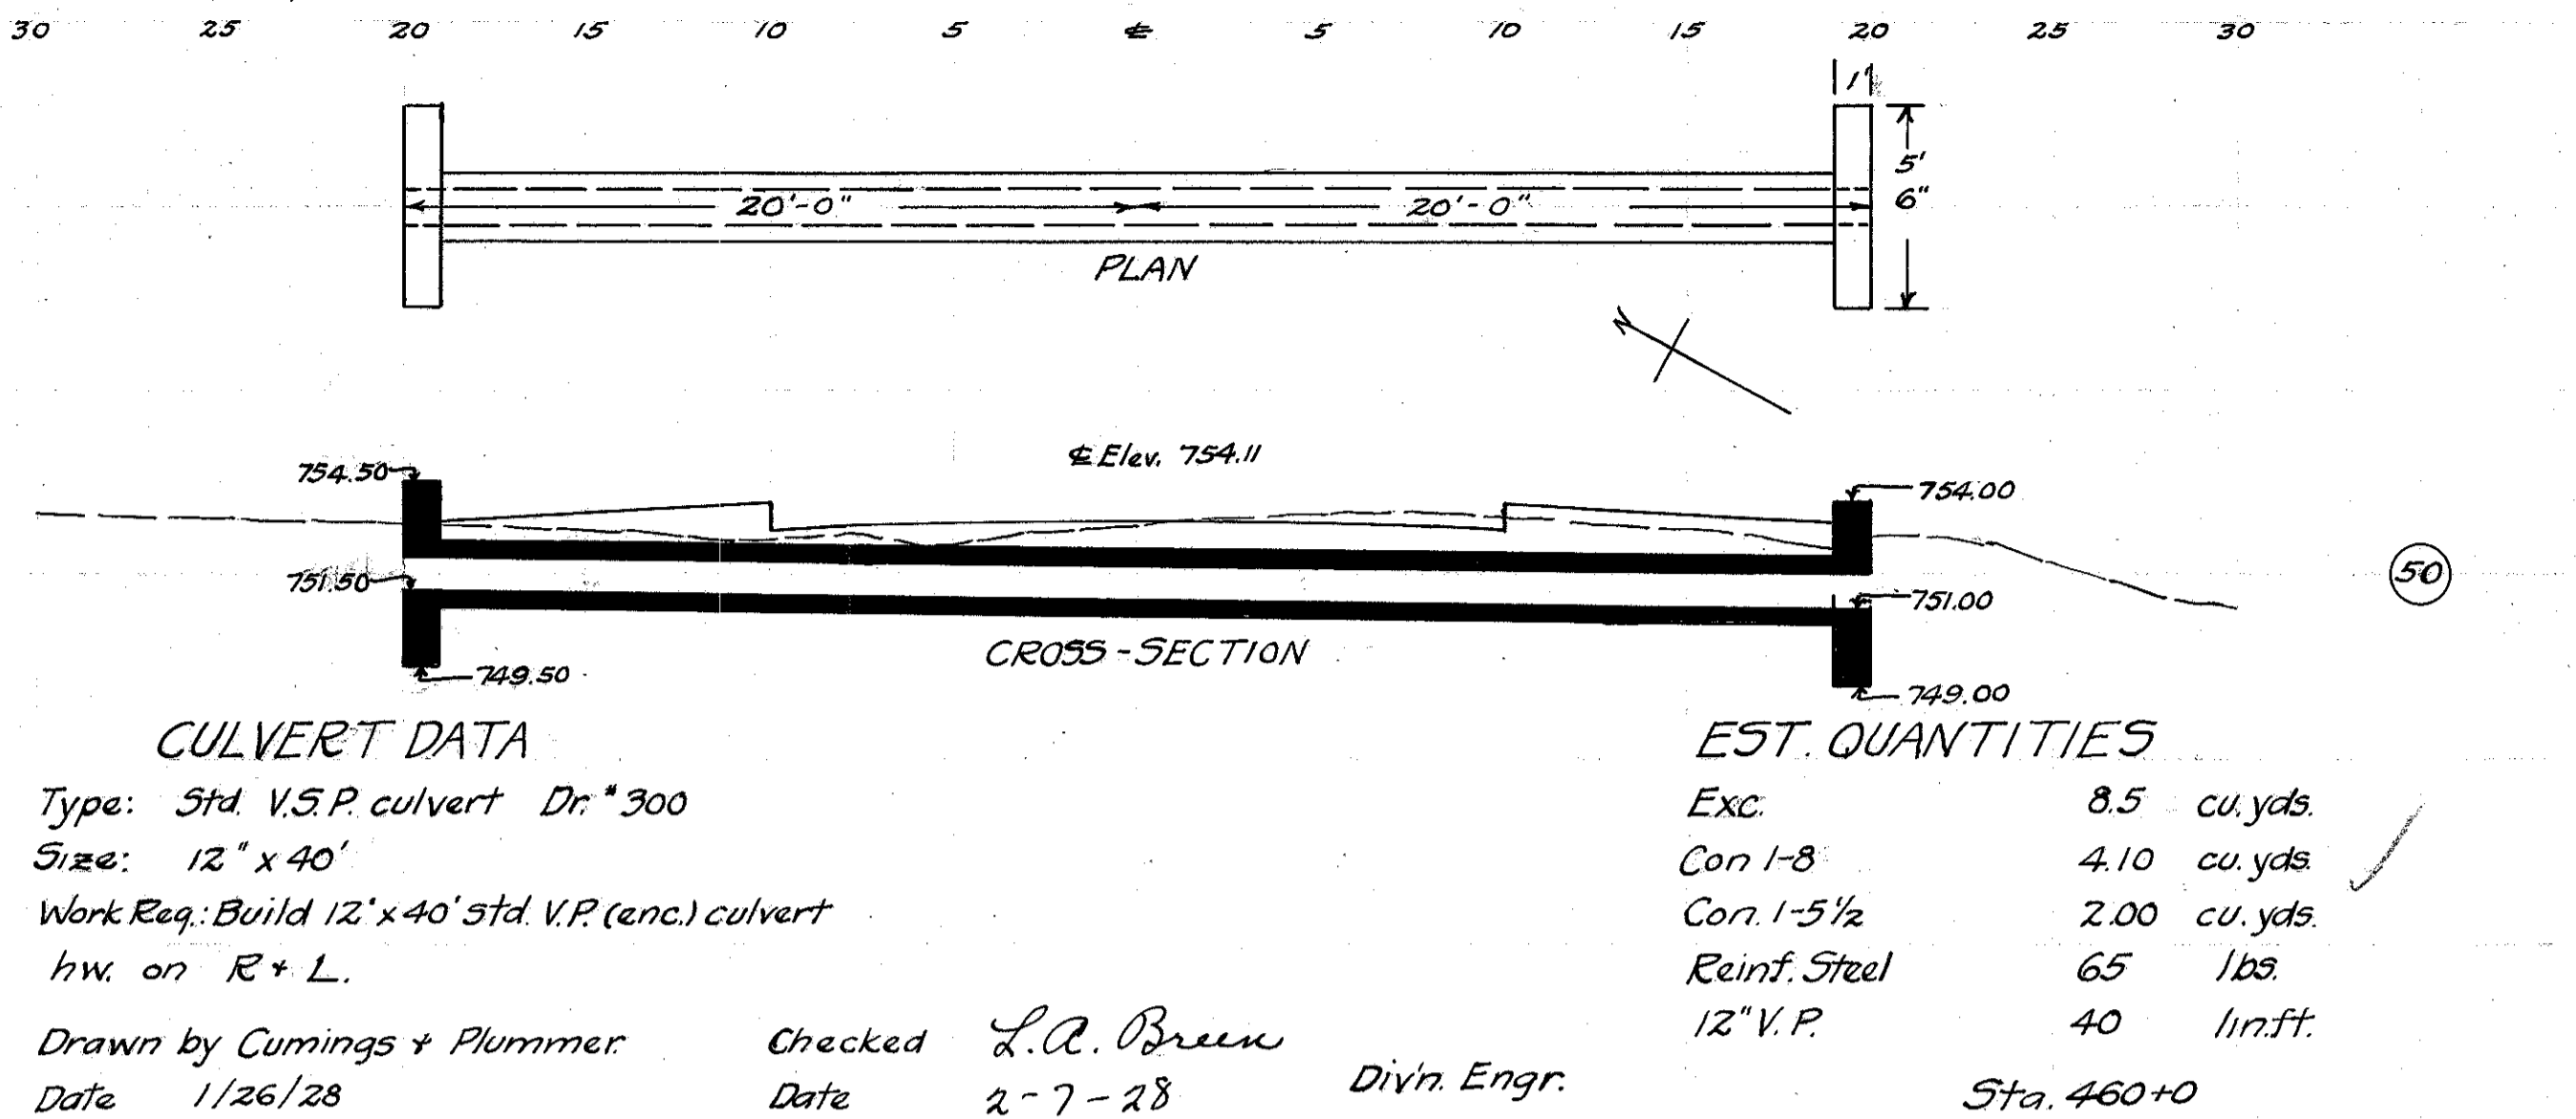 30 25 20 15 10 5 ℄ 5 10 15 20 25 30
1'
5'
6"
20'-0" 20'-0"
PLAN
N
℄ Elev. 754.11
754.50
754.00
751.50
751.00
50
CROSS-SECTION
749.50
749.00
CULVERT DATA
Type: Std. V.S.P. culvert Dr. #300
Size: 12" x 40'
Work Req.: Build 12" x 40' std. V.P. (enc.) culvert
hw. on R + L.
Drawn by Cumings + Plummer.
Date 1/26/28
Checked L.A. Breen
Date 2-7-28
Div'n. Engr.
EST. QUANTITIES
Exc. 8.5 cu. yds.
Con 1-8 4.10 cu. yds.
Con. 1-5½ 2.00 cu. yds.
Reinf. Steel 65 lbs.
12" V.P. 40 lin.ft.
Sta. 460+0